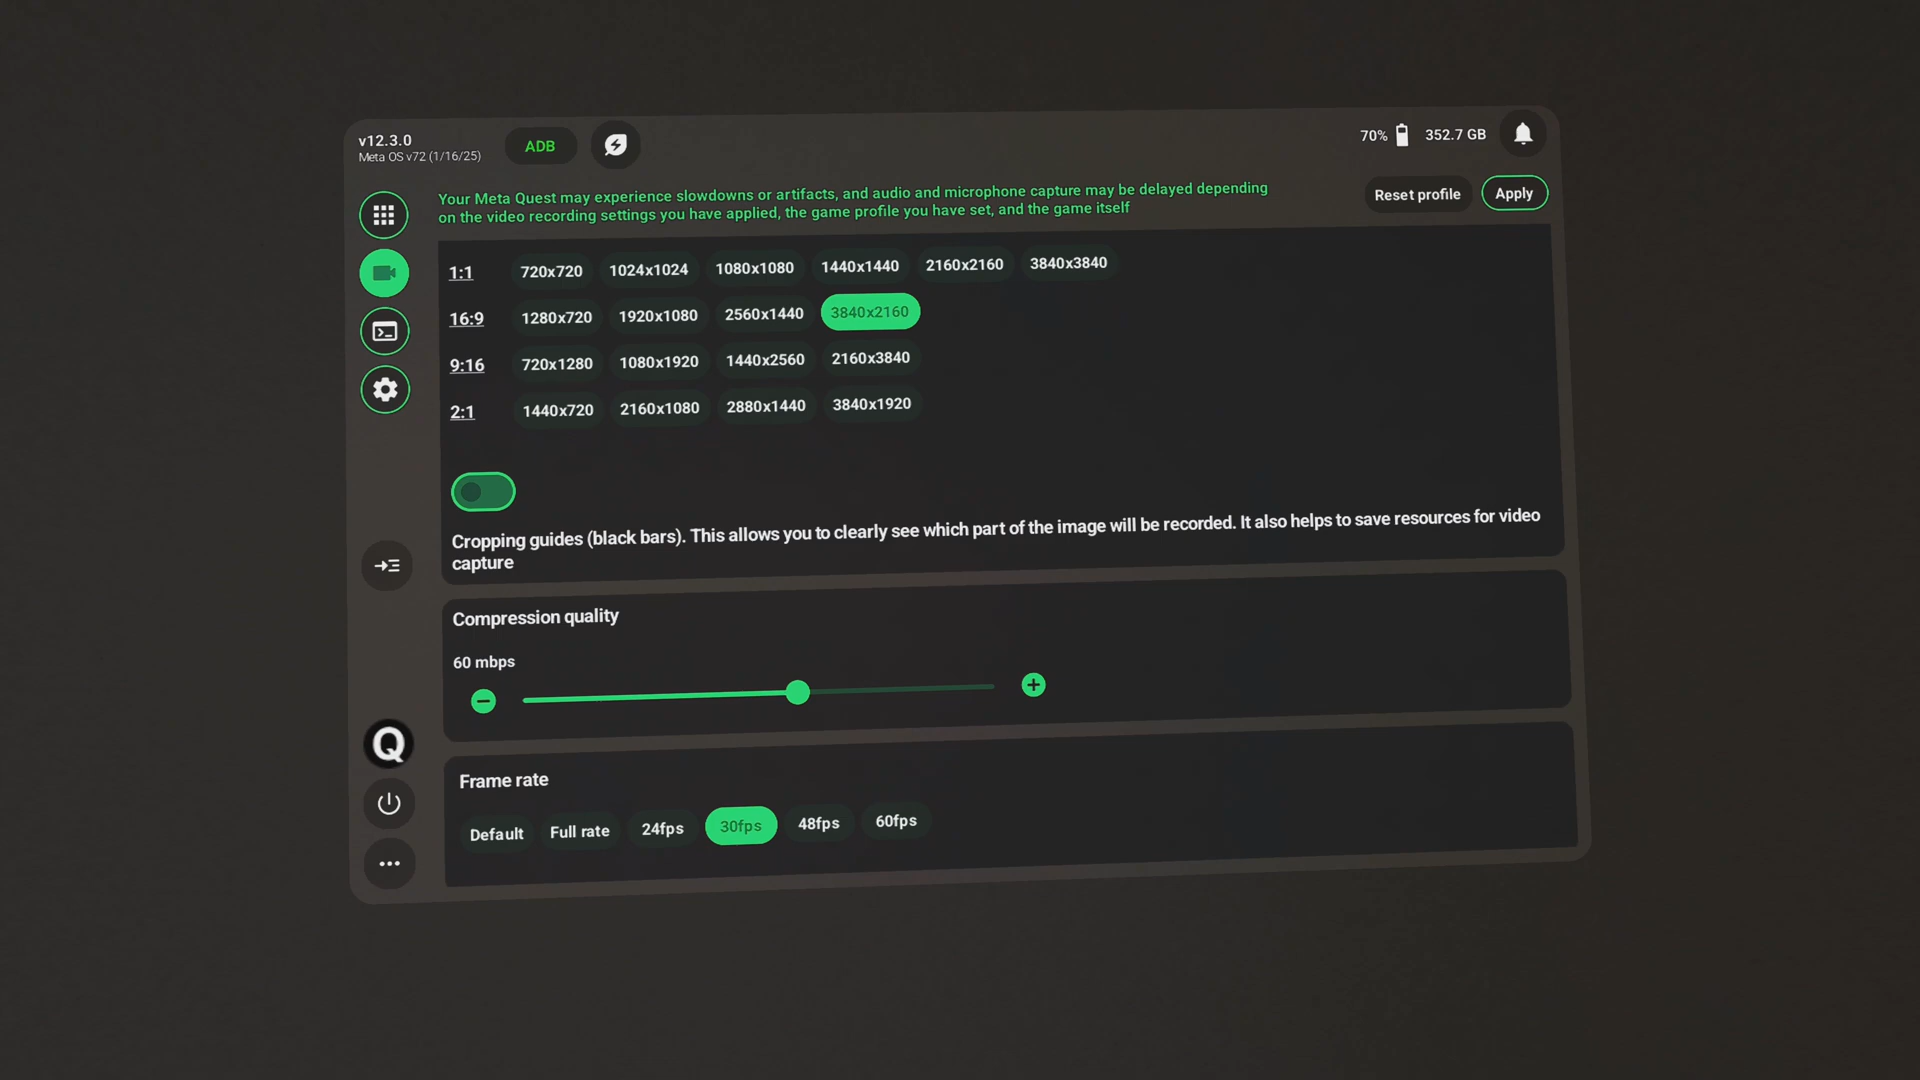 v12.3.0
Meta OS v72 (1/16/25)
ADB
70%
352.7 GB
Your Meta Quest may experience slowdowns or artifacts, and audio and microphone capture may be delayed depending
on the video recording settings you have applied, the game profile you have set, and the game itself
Reset profile
Apply
1:1 720x720 1024x1024 1080x1080 1440x1440 2160x2160 3840x3840
16:9 1280x720 1920x1080 2560x1440 3840x2160
9:16 720x1280 1080x1920 1440x2560 2160x3840
2:1 1440x720 2160x1080 2880x1440 3840x1920
Cropping guides (black bars). This allows you to clearly see which part of the image will be recorded. It also helps to save resources for video
capture
Compression quality
60 mbps
Q
Frame rate
Default Full rate 24fps 30fps 48fps 60fps